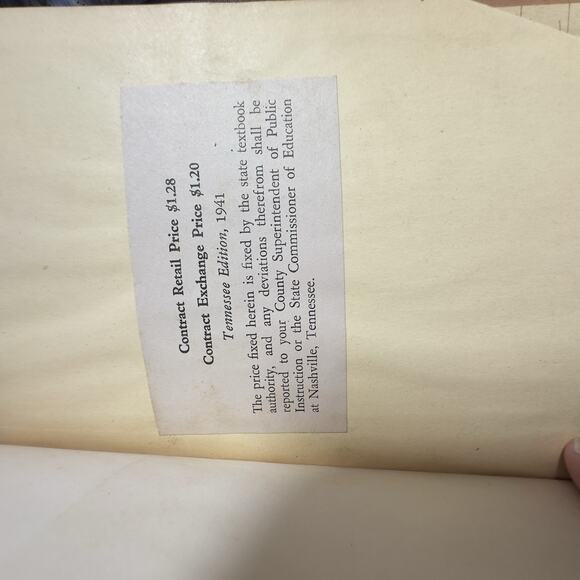 Contract Retail Price $1.28
Contract Exchange Price $1.20
Tennessee Edition, 1941
The price fixed herein is fixed by the state textbook
authority, and any deviations therefrom shall be
reported to your County Superintendent of Public
Instruction or the State Commissioner of Education
at Nashville, Tennessee.